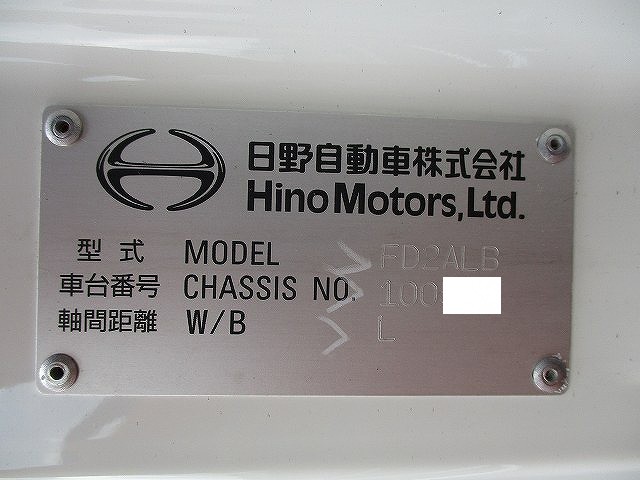 日野自動車株式会社
Hino Motors, Ltd.
型式 MODEL FD2ALB
車台番号 CHASSIS NO. 100
軸間距離 W/B L